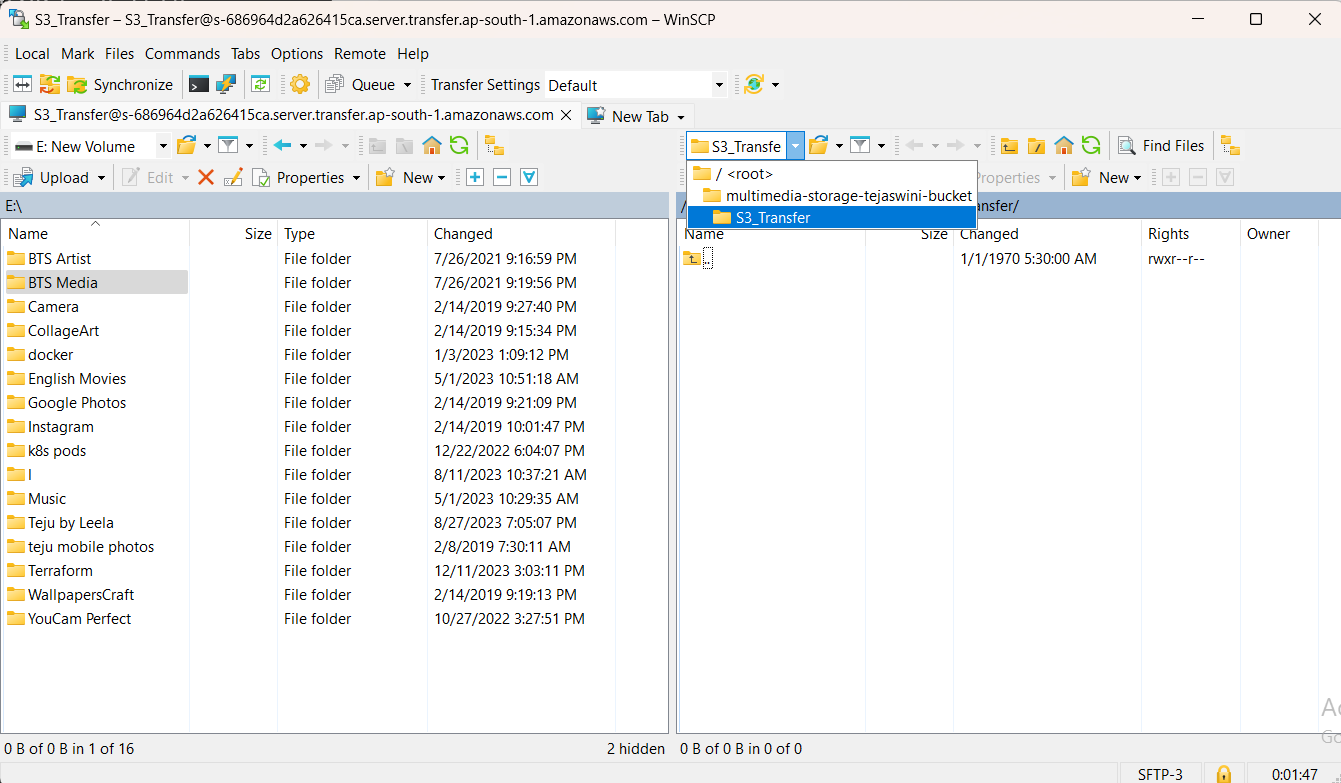 S3_Transfer – S3_Transfer@s-686964d2a626415ca.server.transfer.ap-south-1.amazonaws.com – WinSCP
Local Mark Files Commands Tabs Options Remote Help
Synchronize Queue Transfer Settings Default
S3_Transfer@s-686964d2a626415ca.server.transfer.ap-south-1.amazonaws.com New Tab
E: New Volume S3_Transfe Find Files
Upload Edit Properties New Properties New
/ <root>
multimedia-storage-tejaswini-bucket
S3_Transfer
E:\ / ansfer/
Name Size Type Changed Name Size Changed Rights Owner
BTS Artist File folder 7/26/2021 9:16:59 PM .. 1/1/1970 5:30:00 AM rwxr--r--
BTS Media File folder 7/26/2021 9:19:56 PM
Camera File folder 2/14/2019 9:27:40 PM
CollageArt File folder 2/14/2019 9:15:34 PM
docker File folder 1/3/2023 1:09:12 PM
English Movies File folder 5/1/2023 10:51:18 AM
Google Photos File folder 2/14/2019 9:21:09 PM
Instagram File folder 2/14/2019 10:01:47 PM
k8s pods File folder 12/22/2022 6:04:07 PM
l File folder 8/11/2023 10:37:21 AM
Music File folder 5/1/2023 10:29:35 AM
Teju by Leela File folder 8/27/2023 7:05:07 PM
teju mobile photos File folder 2/8/2019 7:30:11 AM
Terraform File folder 12/11/2023 3:03:11 PM
WallpapersCraft File folder 2/14/2019 9:19:13 PM
YouCam Perfect File folder 10/27/2022 3:27:51 PM
0 B of 0 B in 1 of 16 2 hidden 0 B of 0 B in 0 of 0
SFTP-3 0:01:47